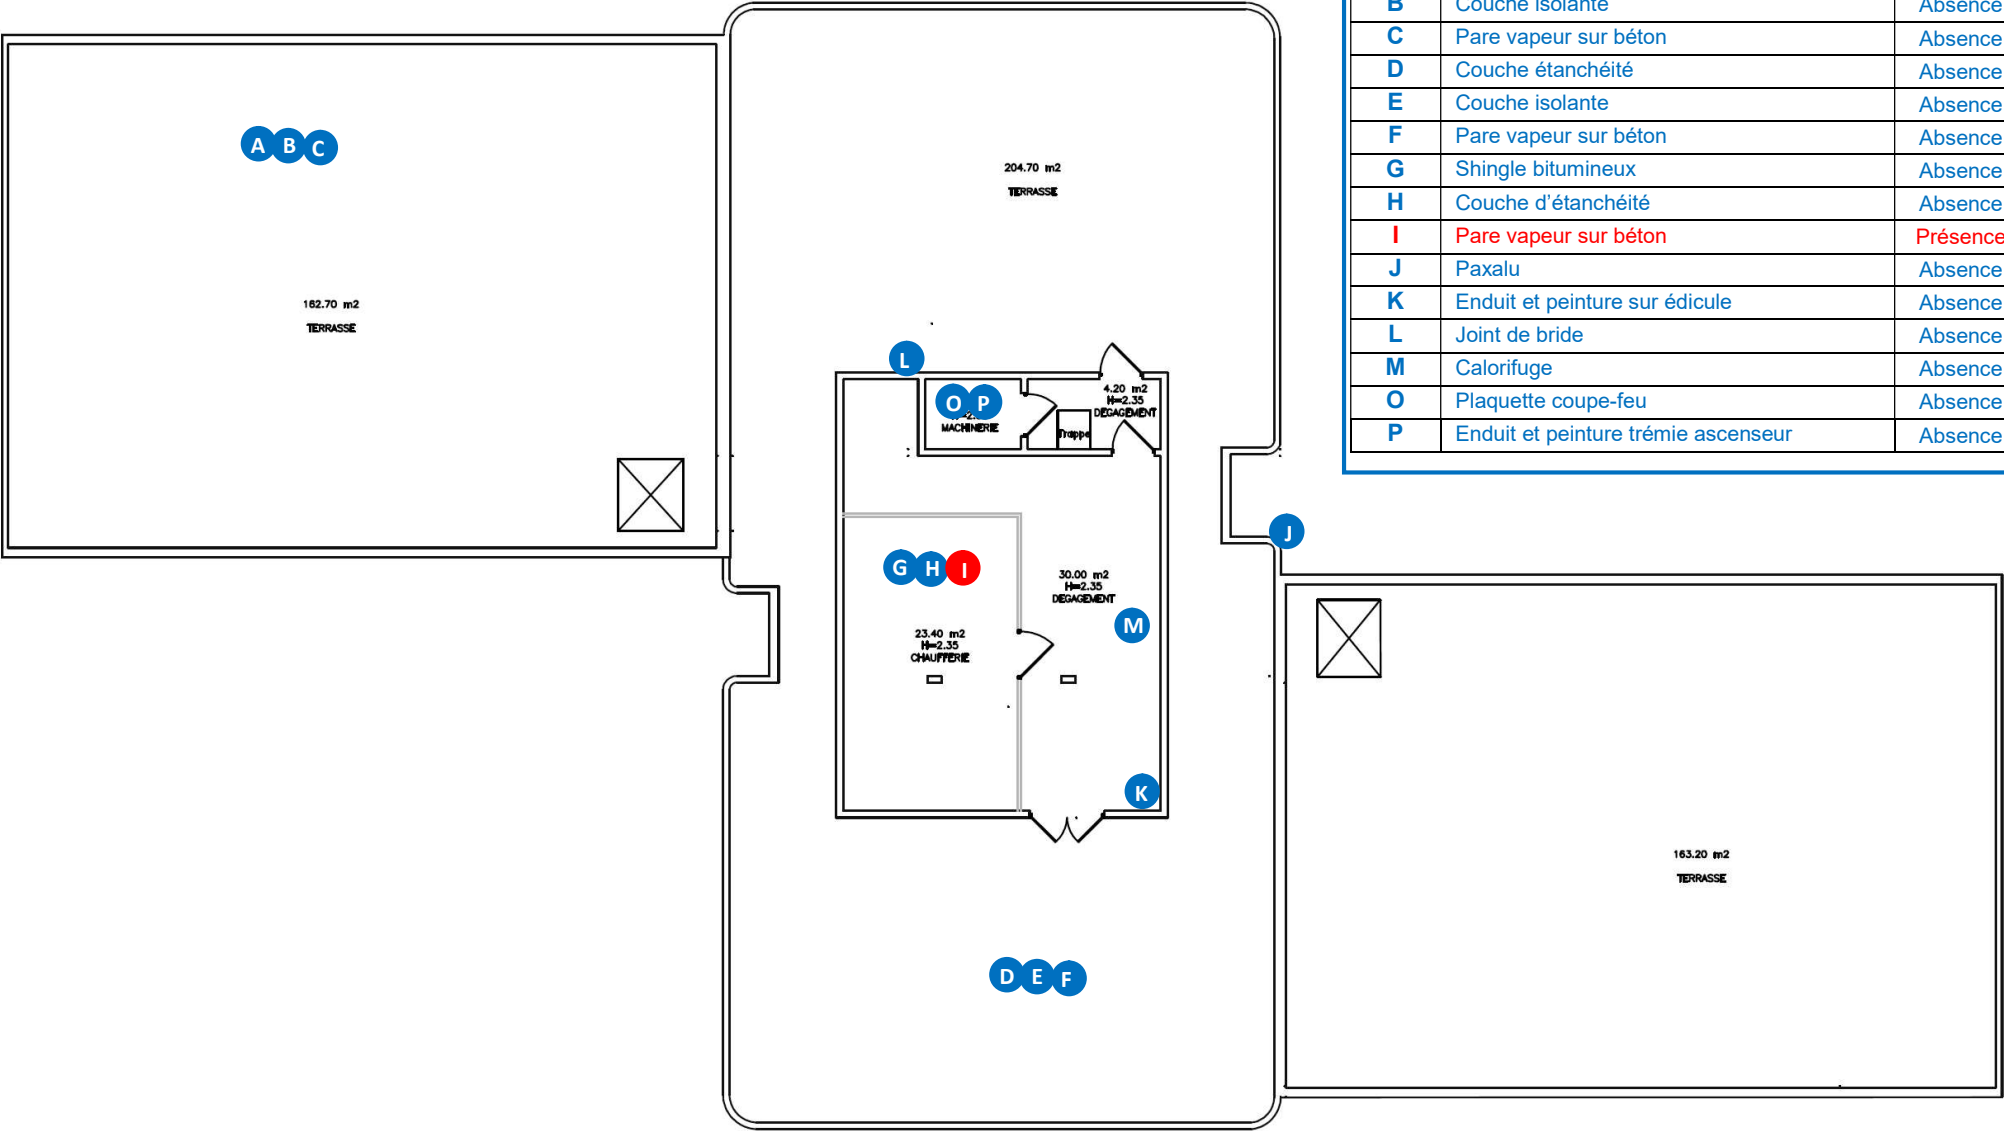 B Couche isolante Absence
C Pare vapeur sur béton Absence
D Couche étanchéité Absence
E Couche isolante Absence
F Pare vapeur sur béton Absence
G Shingle bitumineux Absence
H Couche d’étanchéité Absence
I Pare vapeur sur béton Présence
J Paxalu Absence
K Enduit et peinture sur édicule Absence
L Joint de bride Absence
M Calorifuge Absence
O Plaquette coupe-feu Absence
P Enduit et peinture trémie ascenseur Absence
A B C
204.70 m2
TERRASSE
162.70 m2
TERRASSE
L
O P
MACHINERIE
4.20 m2
H=2.35
DEGAGEMENT
Trappe
J
G H I
30.00 m2
H=2.35
DEGAGEMENT
M
23.40 m2
H=2.35
CHAUFFERIE
K
163.20 m2
TERRASSE
D E F